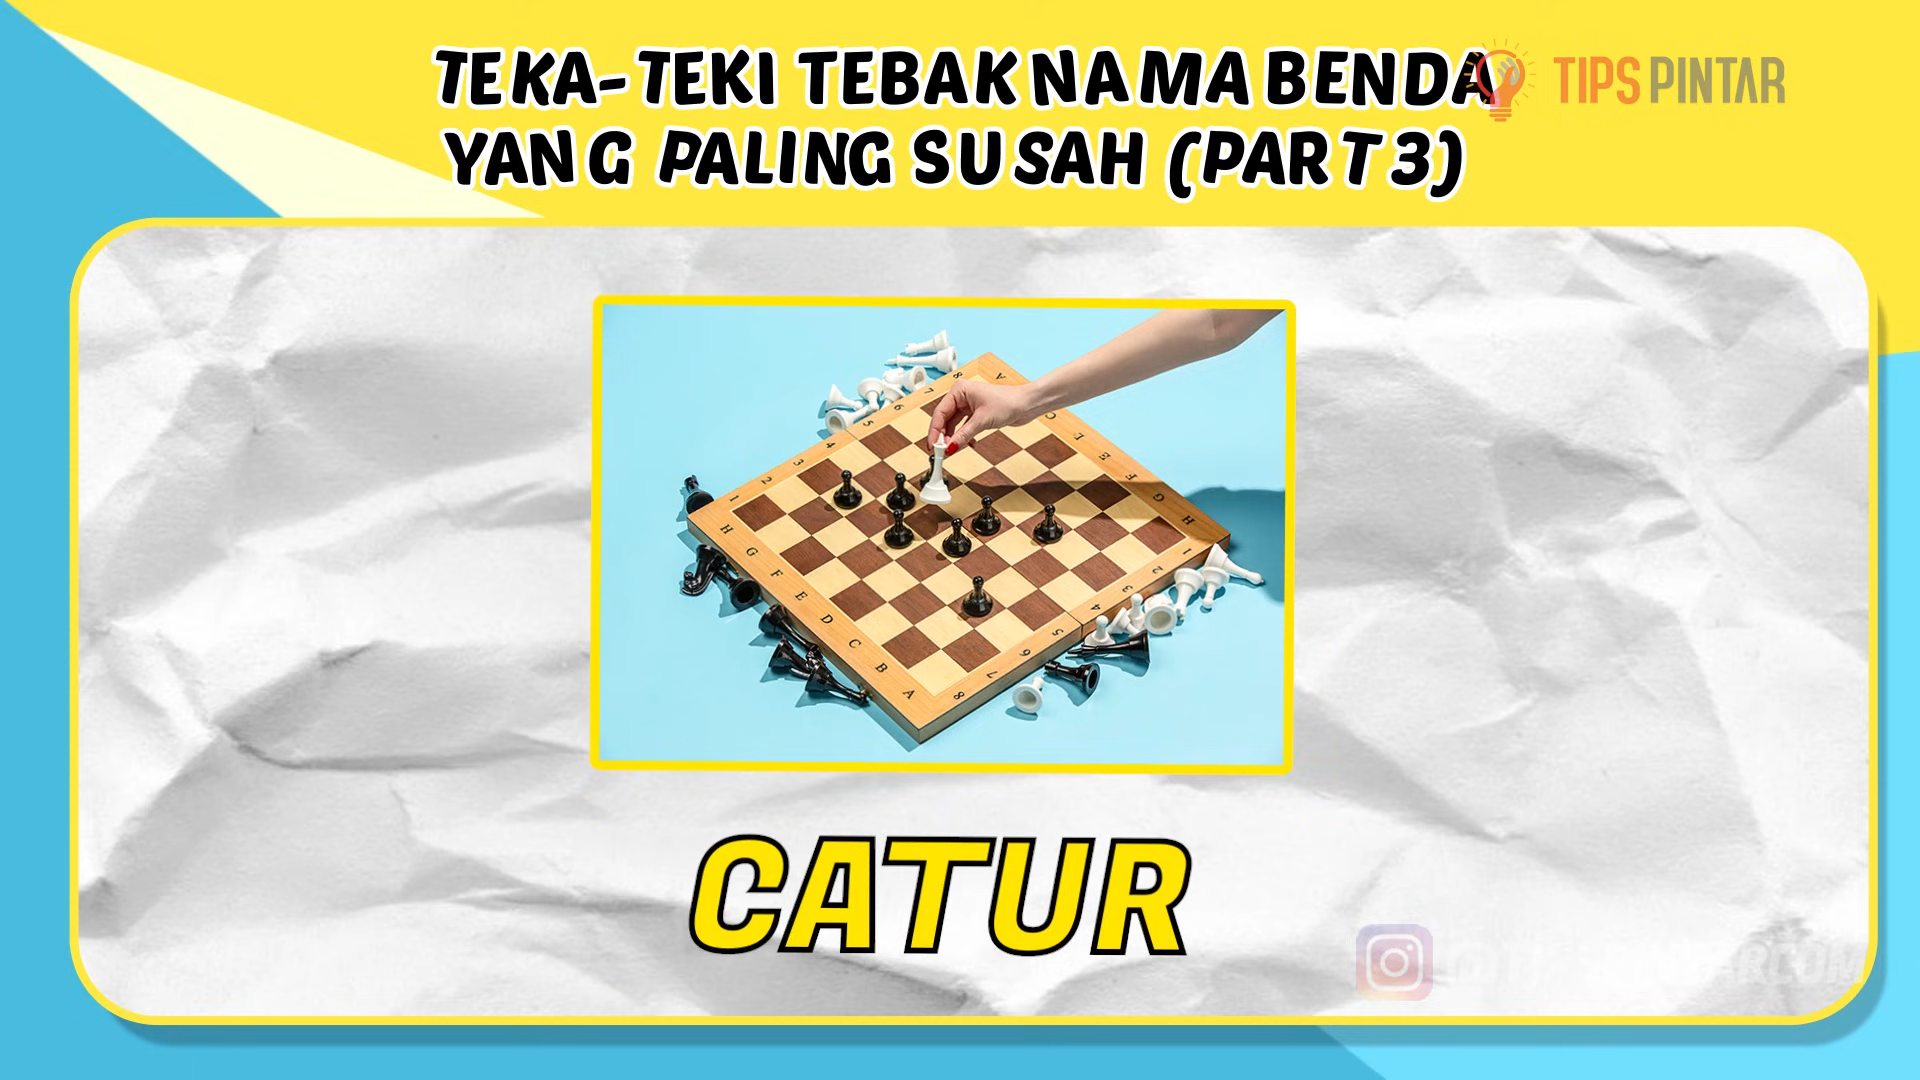 TEKA-TEKI TEBAK NAMA BENDA
YANG PALING SUSAH (PART 3)
TIPS PINTAR
CATUR